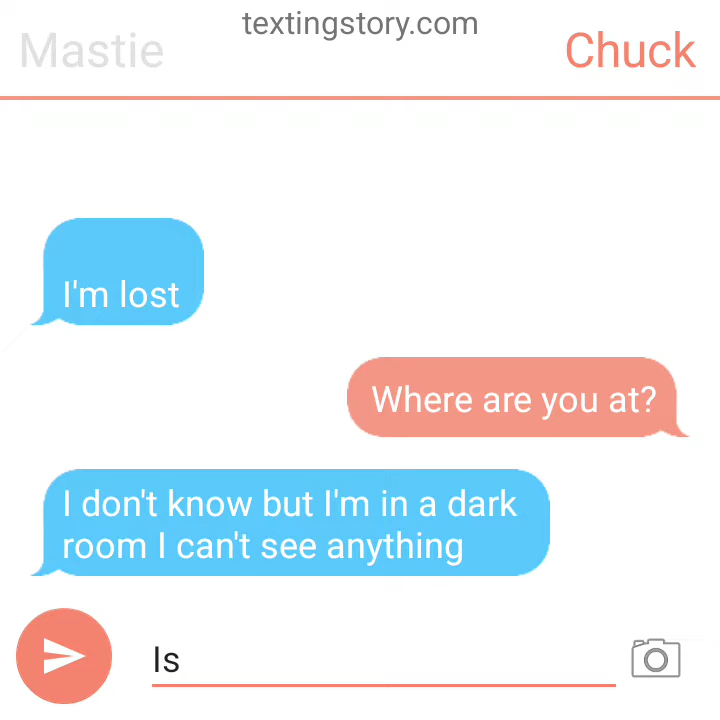 textingstory.com
Mastie
Chuck
I'm lost
Where are you at?
I don't know but I'm in a dark
room I can't see anything
Is